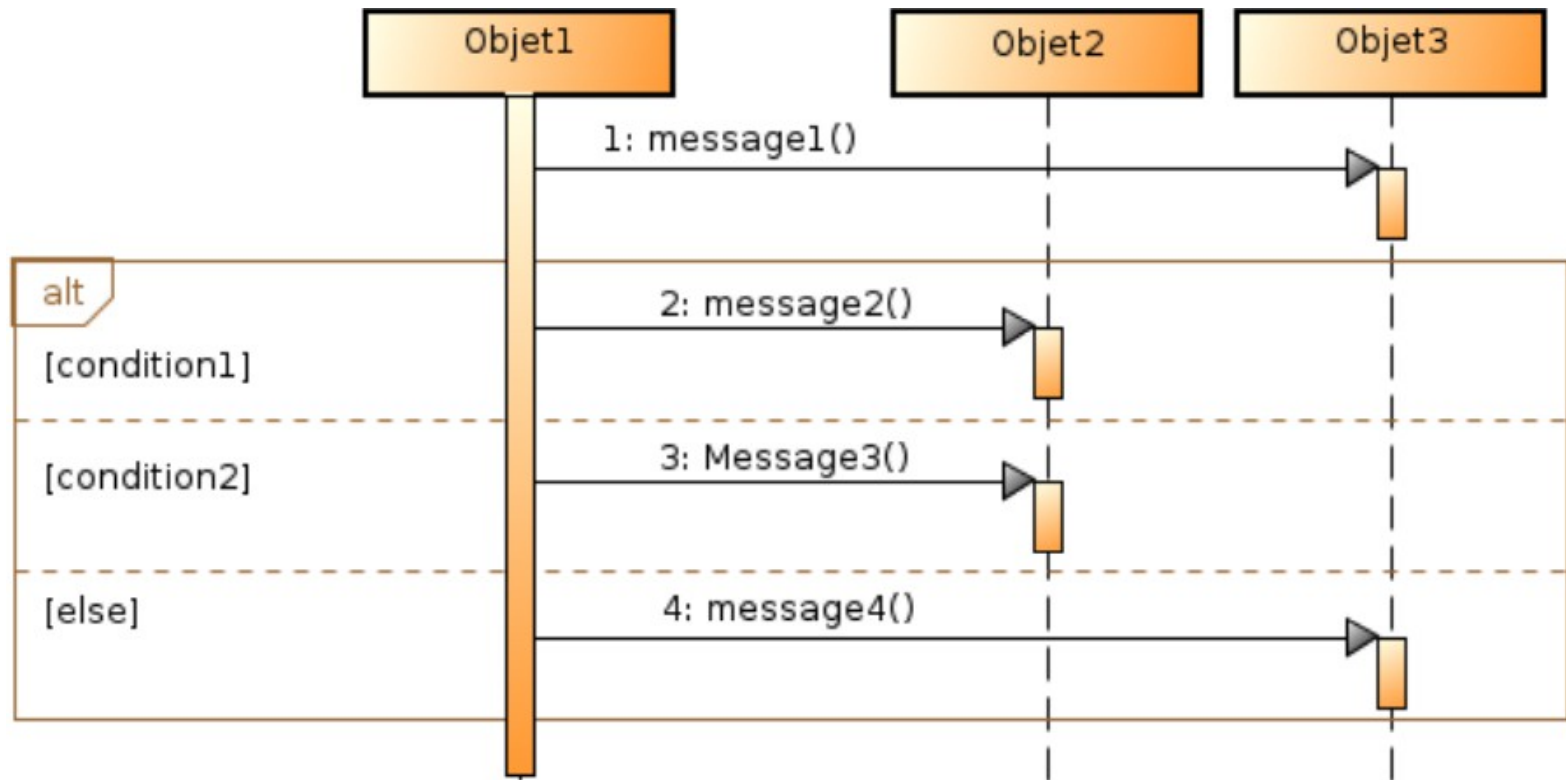 Objet1
Objet2
Objet3
1: message1()
alt
2: message2()
[condition1]
3: Message3()
[condition2]
4: message4()
[else]